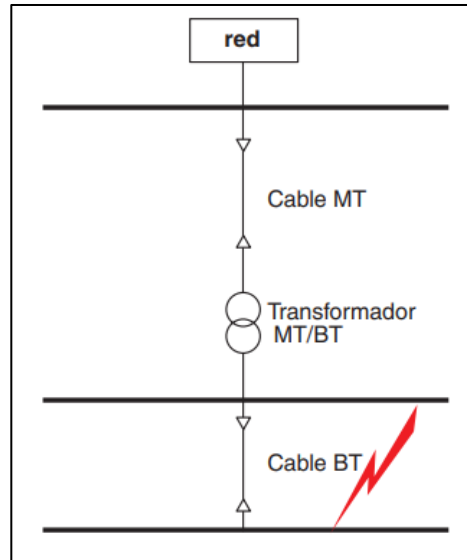 red
Cable MT
Transformador
MT/BT
Cable BT